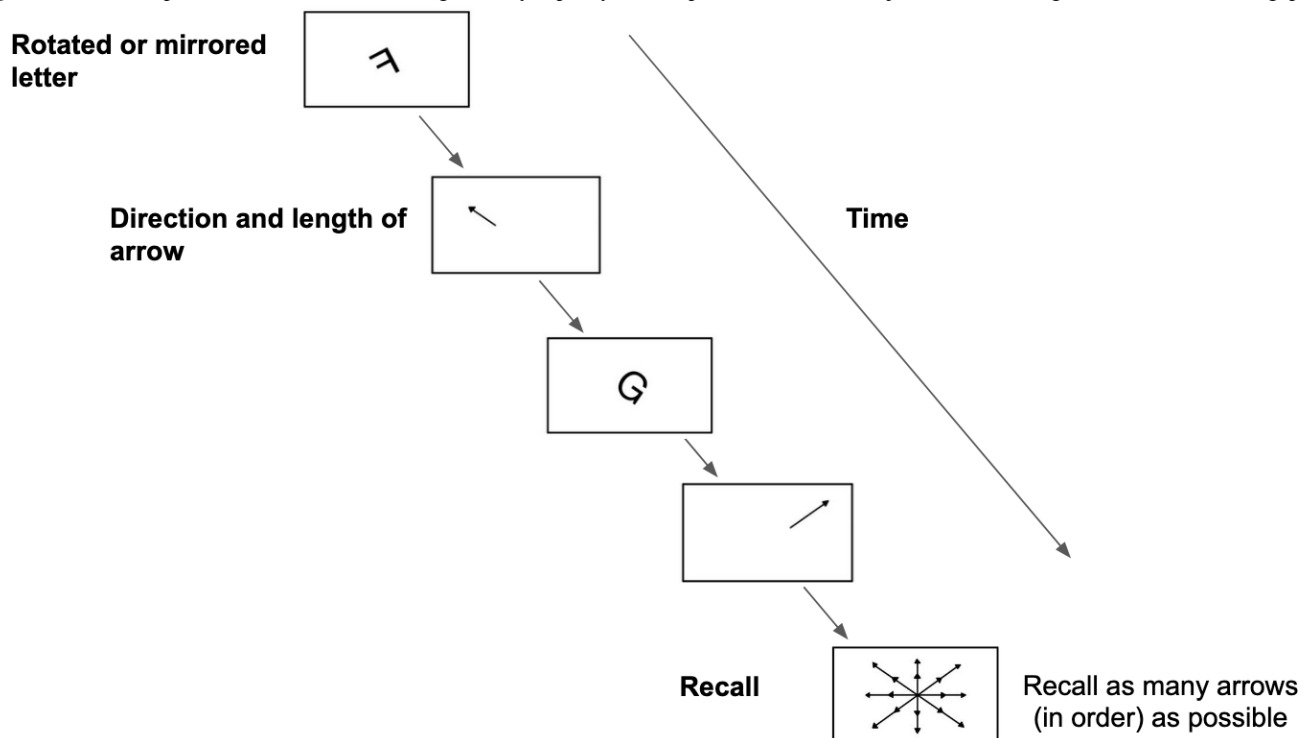 Rotated or mirrored
letter
F
Direction and length of
arrow
Time
G
Recall
Recall as many arrows
(in order) as possible